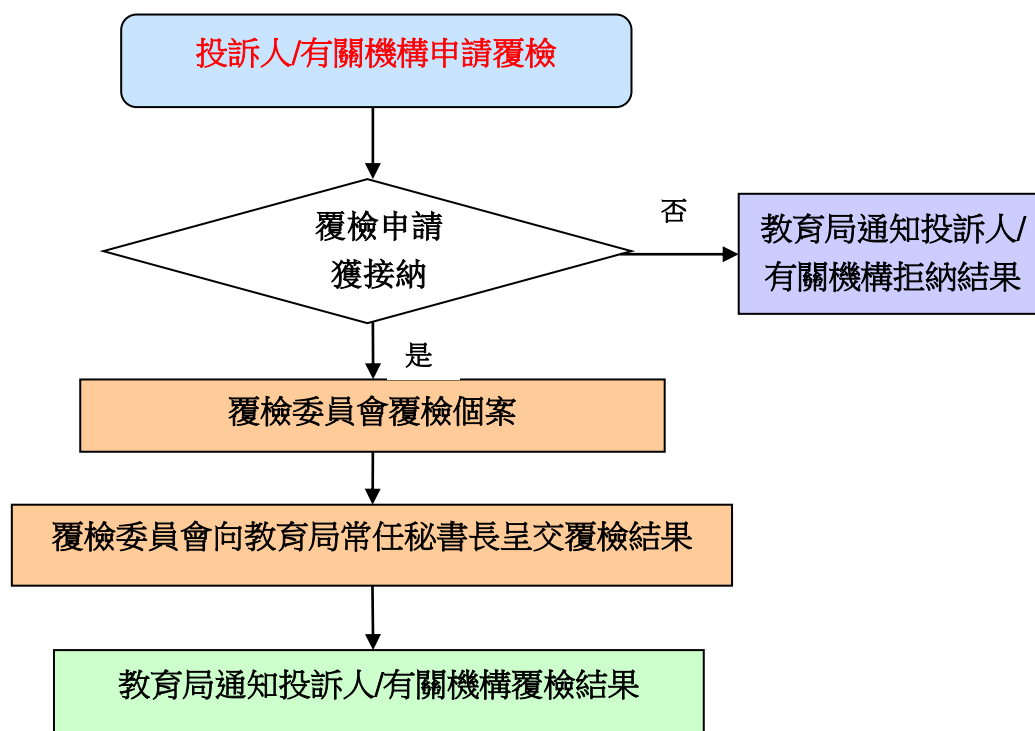 投訴人/有關機構申請覆檢
覆檢申請
獲接納
否
教育局通知投訴人/
有關機構拒納結果
是
覆檢委員會覆檢個案
覆檢委員會向教育局常任秘書長呈交覆檢結果
教育局通知投訴人/有關機構覆檢結果